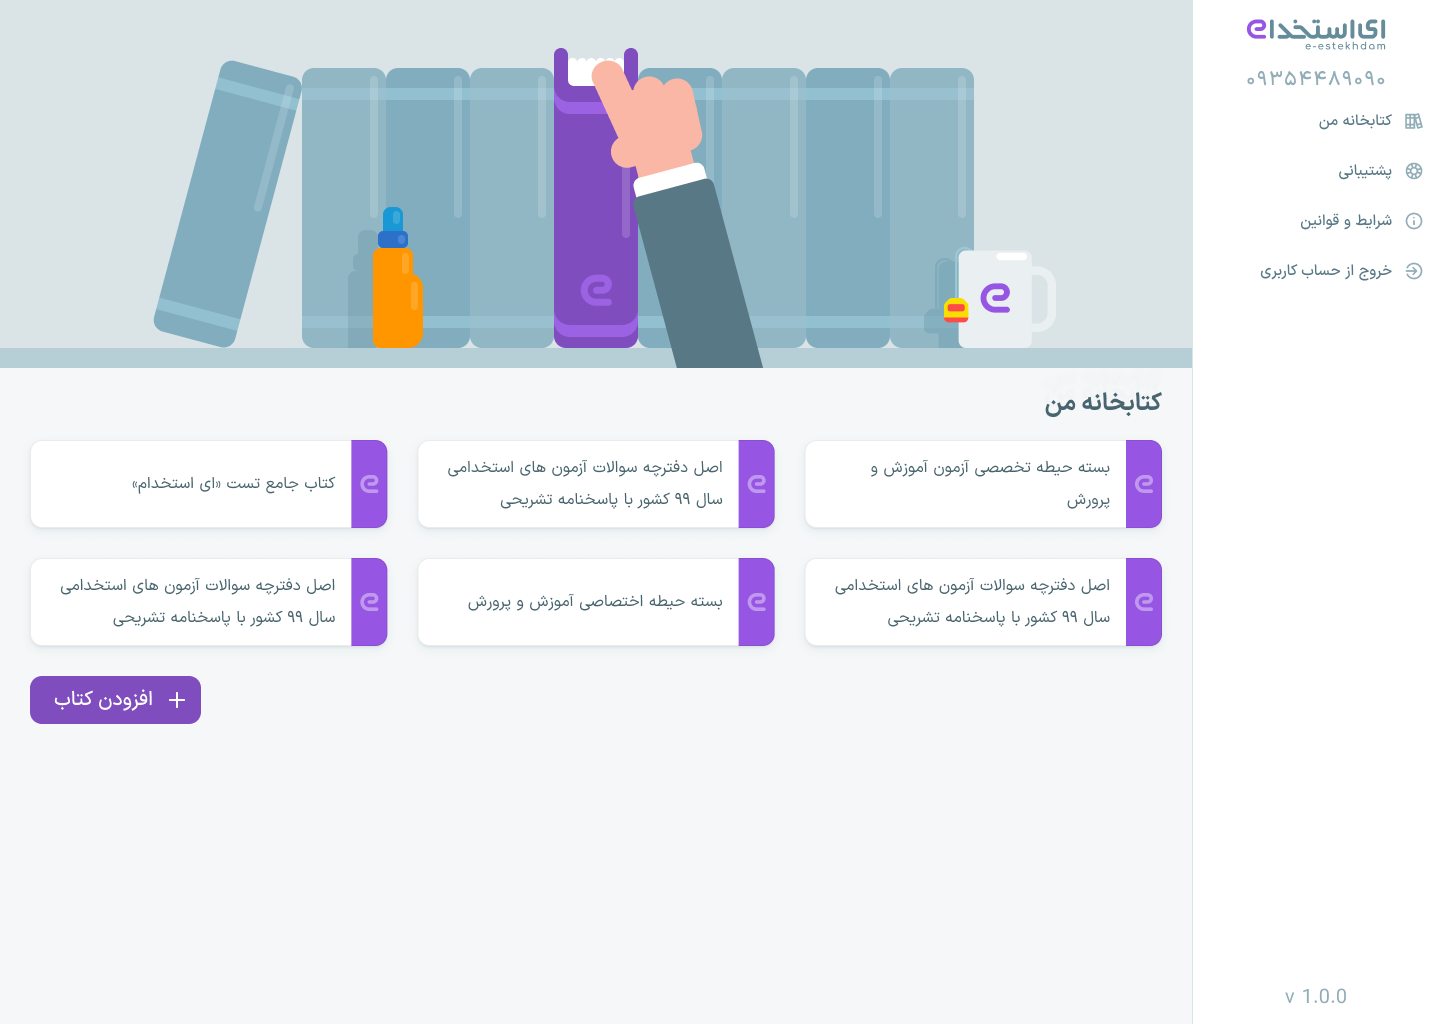 ای‌استخدام
e-estekhdam
۰۹۳۵۴۴۸۹۰۹۰
کتابخانه من
پشتیبانی
شرایط و قوانین
خروج از حساب کاربری
v 1.0.0
کتابخانه من
بسته حیطه تخصصی آزمون آموزش و
پرورش
اصل دفترچه سوالات آزمون های استخدامی
سال ۹۹ کشور با پاسخنامه تشریحی
کتاب جامع تست «ای استخدام»
اصل دفترچه سوالات آزمون های استخدامی
سال ۹۹ کشور با پاسخنامه تشریحی
بسته حیطه اختصاصی آموزش و پرورش
اصل دفترچه سوالات آزمون های استخدامی
سال ۹۹ کشور با پاسخنامه تشریحی
افزودن کتاب